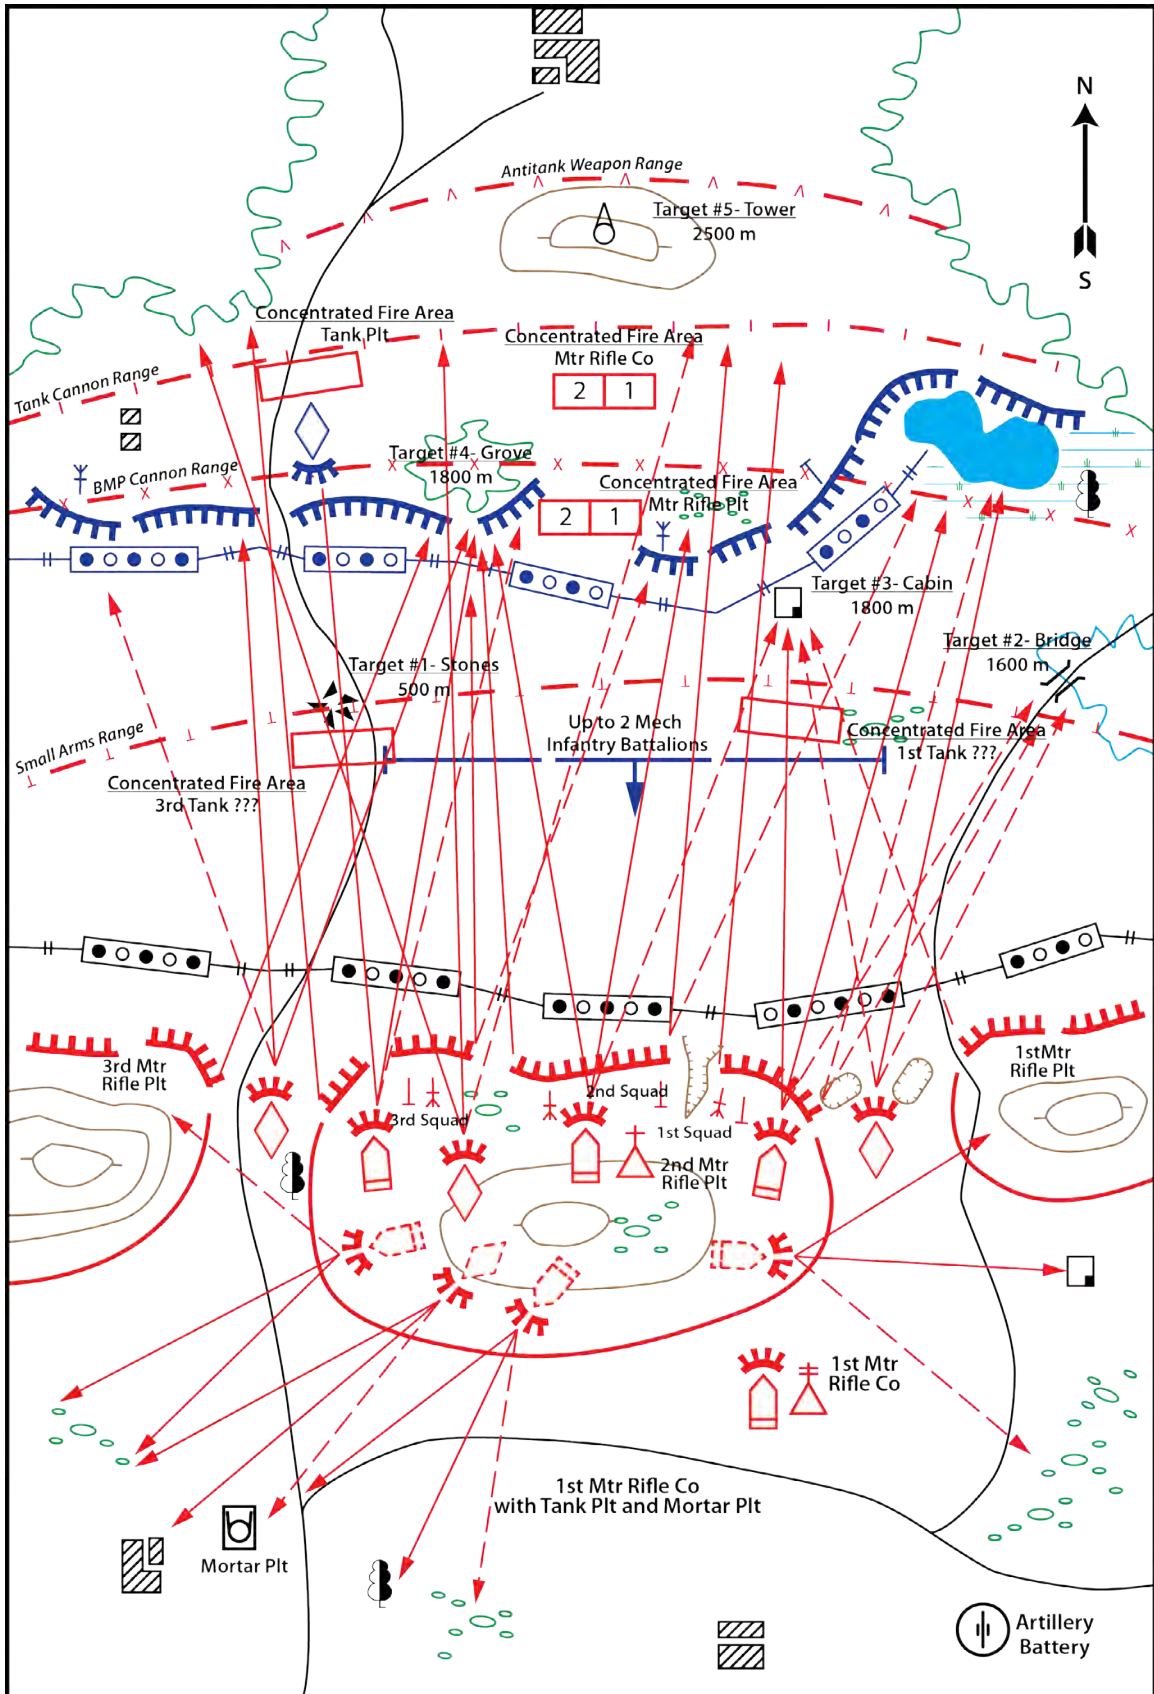 N
Antitank Weapon Range
Target #5- Tower
2500 m
S
Concentrated Fire Area
Tank Plt
Concentrated Fire Area
Mtr Rifle Co
2 1
Tank Cannon Range
Target #4- Grove
1800 m
BMP Cannon Range
Concentrated Fire Area
Mtr Rifle Plt
2 1
Target #3- Cabin
1800 m
Target #2- Bridge
1600 m
Target #1- Stones
500 m
Small Arms Range
Up to 2 Mech
Infantry Battalions
Concentrated Fire Area
1st Tank ???
Concentrated Fire Area
3rd Tank ???
3rd Mtr
Rifle Plt
1stMtr
Rifle Plt
2nd Squad
3rd Squad
1st Squad
2nd Mtr
Rifle Plt
1st Mtr
Rifle Co
1st Mtr Rifle Co
with Tank Plt and Mortar Plt
Mortar Plt
Artillery
Battery